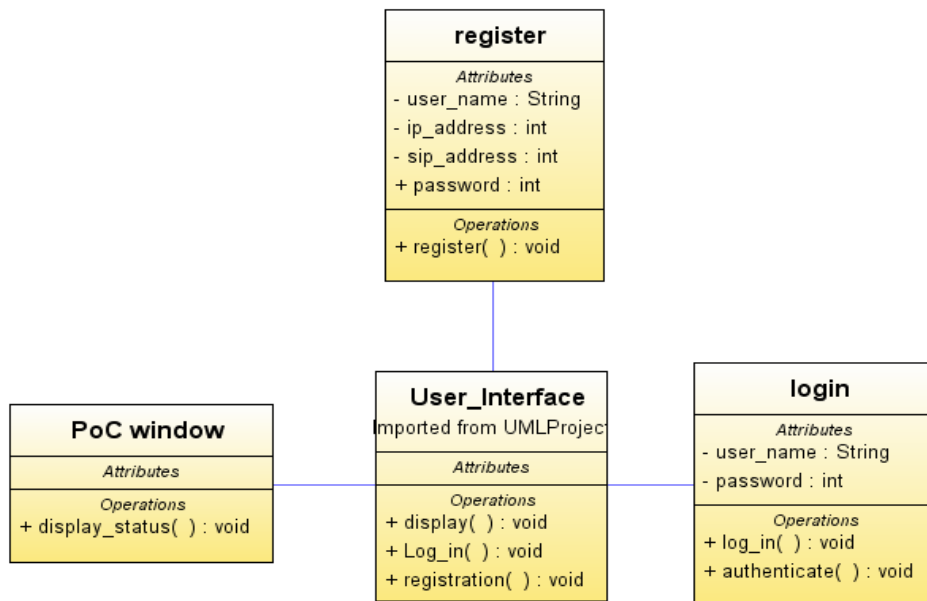 register
Attributes
- user_name : String
- ip_address : int
- sip_address : int
+ password : int
Operations
+ register( ) : void
PoC window
Attributes
Operations
+ display_status( ) : void
User_Interface
Imported from UMLProject
Attributes
Operations
+ display( ) : void
+ Log_in( ) : void
+ registration( ) : void
login
Attributes
- user_name : String
- password : int
Operations
+ log_in( ) : void
+ authenticate( ) : void